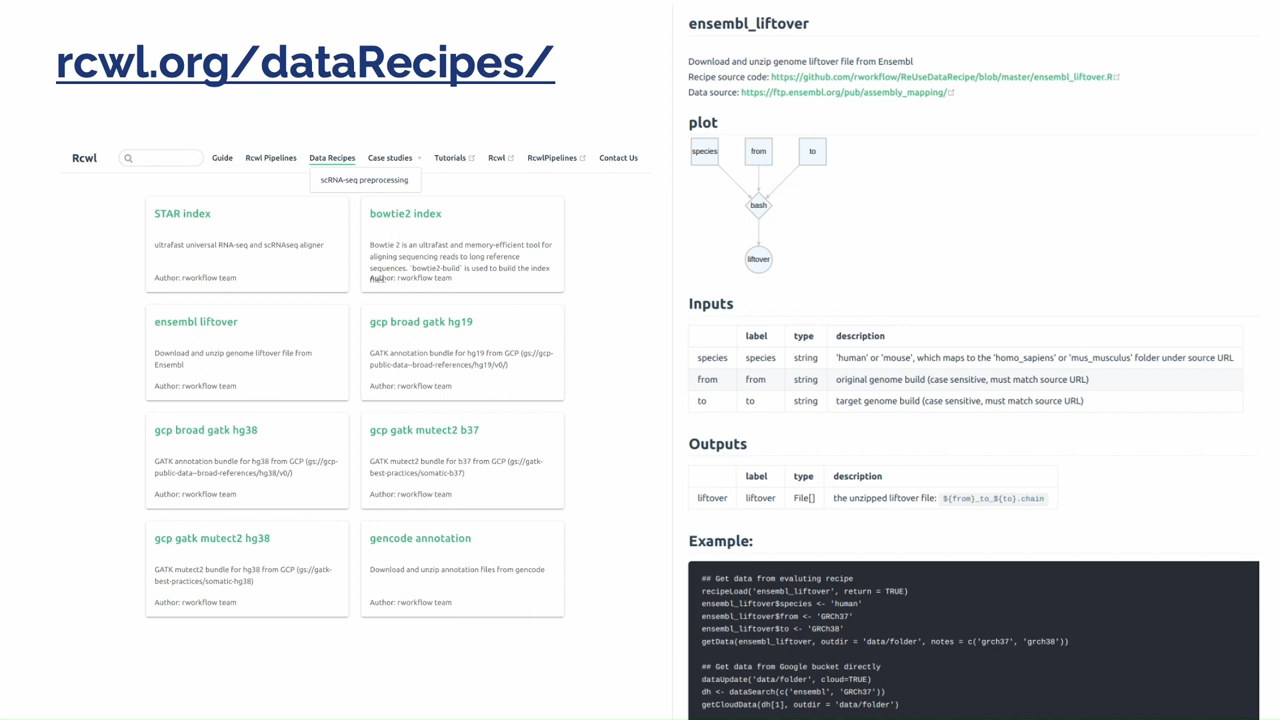 rcwl.org/dataRecipes/
Rcwl
Guide
Rcwl Pipelines
Data Recipes
Case studies
Tutorials
Rcwl
RcwlPipelines
Contact Us
scRNA-seq preprocessing
STAR index
ultrafast universal RNA-seq and scRNAseq aligner
Author: rworkflow team
bowtie2 index
Bowtie 2 is an ultrafast and memory-efficient tool for
aligning sequencing reads to long reference
sequences. `bowtie2-build` is used to build the index
files.
Author: rworkflow team
ensembl liftover
Download and unzip genome liftover file from
Ensembl
Author: rworkflow team
gcp broad gatk hg19
GATK annotation bundle for hg19 from GCP (gs://gcp-
public-data--broad-references/hg19/v0/)
Author: rworkflow team
gcp broad gatk hg38
GATK annotation bundle for hg38 from GCP (gs://gcp-
public-data--broad-references/hg38/v0/)
Author: rworkflow team
gcp gatk mutect2 b37
GATK mutect2 bundle for b37 from GCP (gs://gatk-
best-practices/somatic-b37)
Author: rworkflow team
gcp gatk mutect2 hg38
GATK mutect2 bundle for hg38 from GCP (gs://gatk-
best-practices/somatic-hg38)
Author: rworkflow team
gencode annotation
Download and unzip annotation files from gencode
Author: rworkflow team
ensembl_liftover
Download and unzip genome liftover file from Ensembl
Recipe source code: https://github.com/rworkflow/ReUseDataRecipe/blob/master/ensembl_liftover.R
Data source: https://ftp.ensembl.org/pub/assembly_mapping/
plot
species from to
bash
liftover
Inputs
label type description
species species string 'human' or 'mouse', which maps to the 'homo_sapiens' or 'mus_musculus' folder under source URL
from from string original genome build (case sensitive, must match source URL)
to to string target genome build (case sensitive, must match source URL)
Outputs
label type description
liftover liftover File[] the unzipped liftover file: ${from}_to_${to}.chain
Example:
## Get data from evaluting recipe
recipeLoad('ensembl_liftover', return = TRUE)
ensembl_liftover$species <- 'human'
ensembl_liftover$from <- 'GRCh37'
ensembl_liftover$to <- 'GRCh38'
getData(ensembl_liftover, outdir = 'data/folder', notes = c('grch37', 'grch38'))
## Get data from Google bucket directly
dataUpdate('data/folder', cloud=TRUE)
dh <- dataSearch(c('ensembl', 'GRCh37'))
getCloudData(dh[1], outdir = 'data/folder')